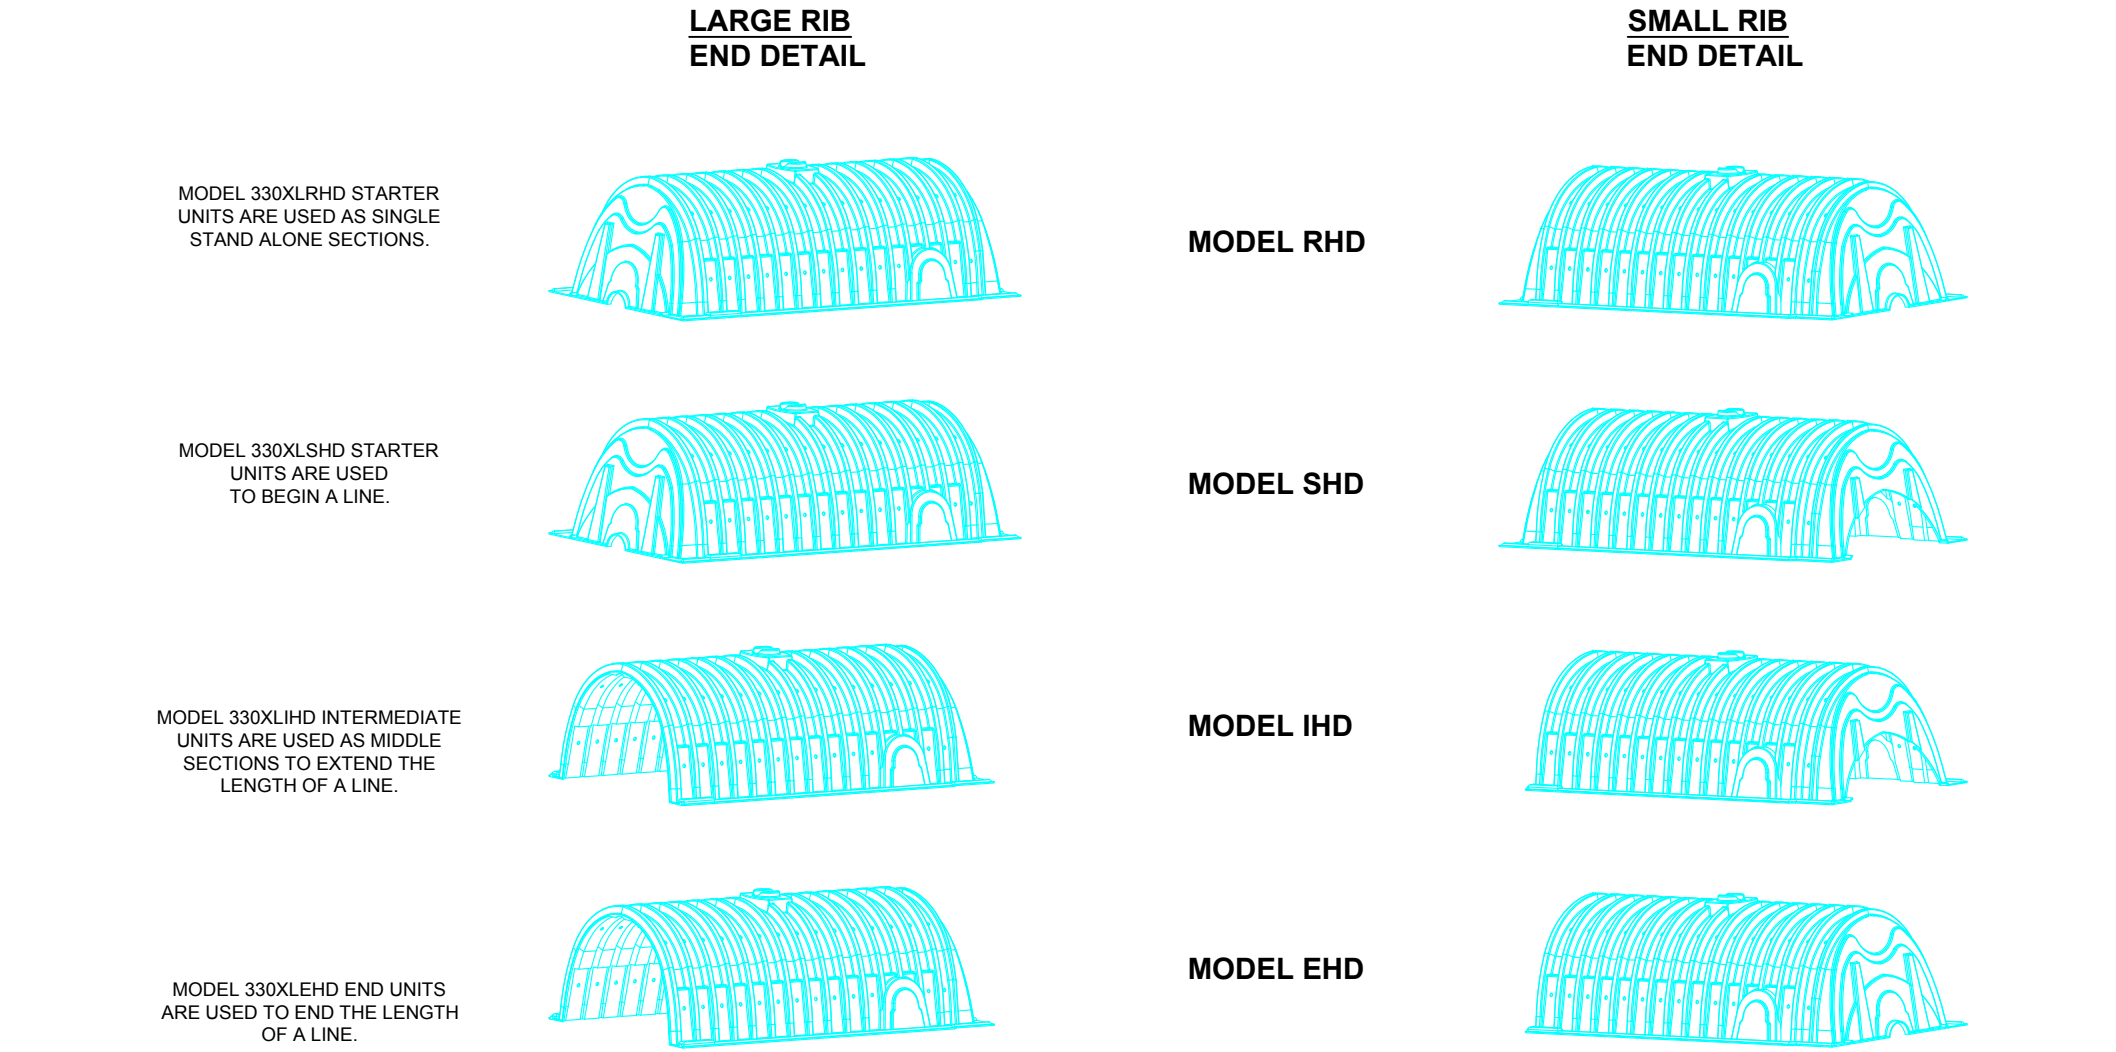 LARGE RIB
END DETAIL
SMALL RIB
END DETAIL
MODEL 330XLRHD STARTER
UNITS ARE USED AS SINGLE
STAND ALONE SECTIONS.
MODEL RHD
MODEL 330XLSHD STARTER
UNITS ARE USED
TO BEGIN A LINE.
MODEL SHD
MODEL 330XLIHD INTERMEDIATE
UNITS ARE USED AS MIDDLE
SECTIONS TO EXTEND THE
LENGTH OF A LINE.
MODEL IHD
MODEL 330XLEHD END UNITS
ARE USED TO END THE LENGTH
OF A LINE.
MODEL EHD